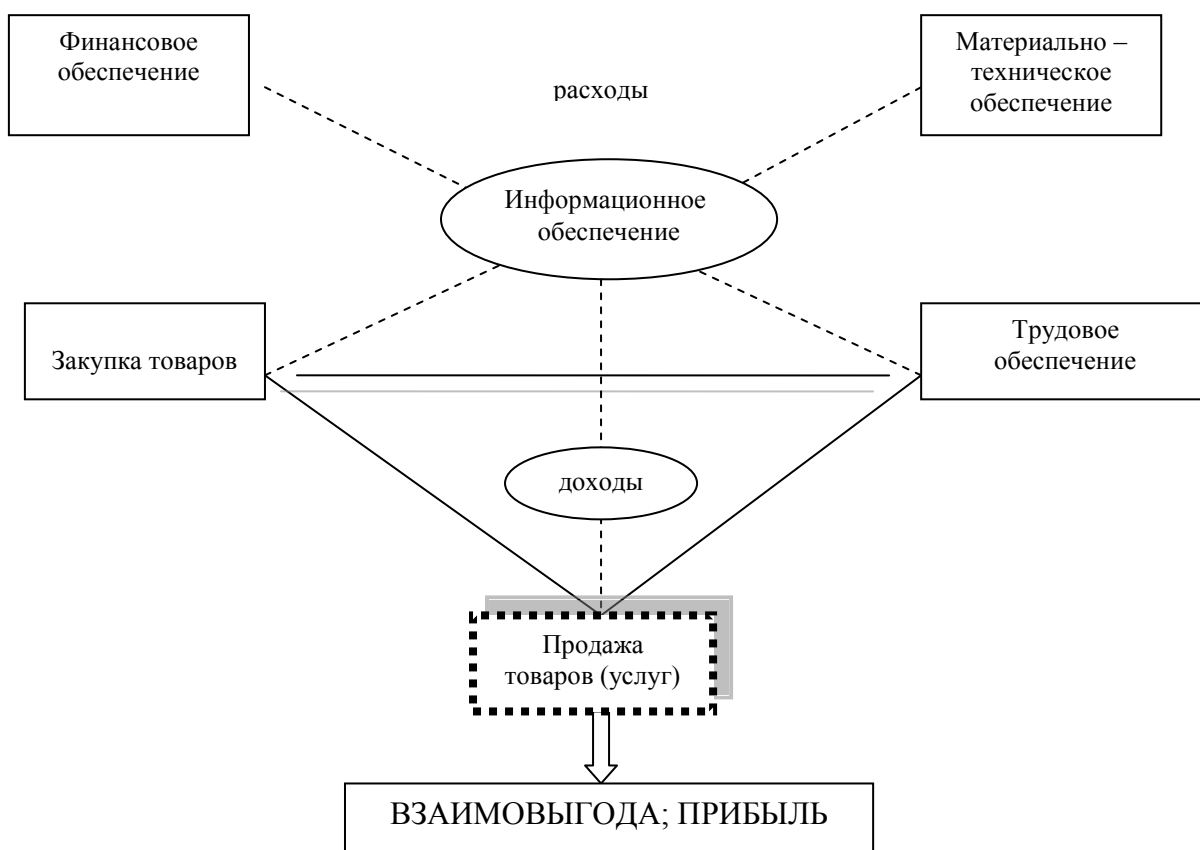 Финансовое
обеспечение
расходы
Материально –
техническое
обеспечение
Информационное
обеспечение
Закупка товаров
Трудовое
обеспечение
доходы
Продажа
товаров (услуг)
ВЗАИМОВЫГОДА; ПРИБЫЛЬ